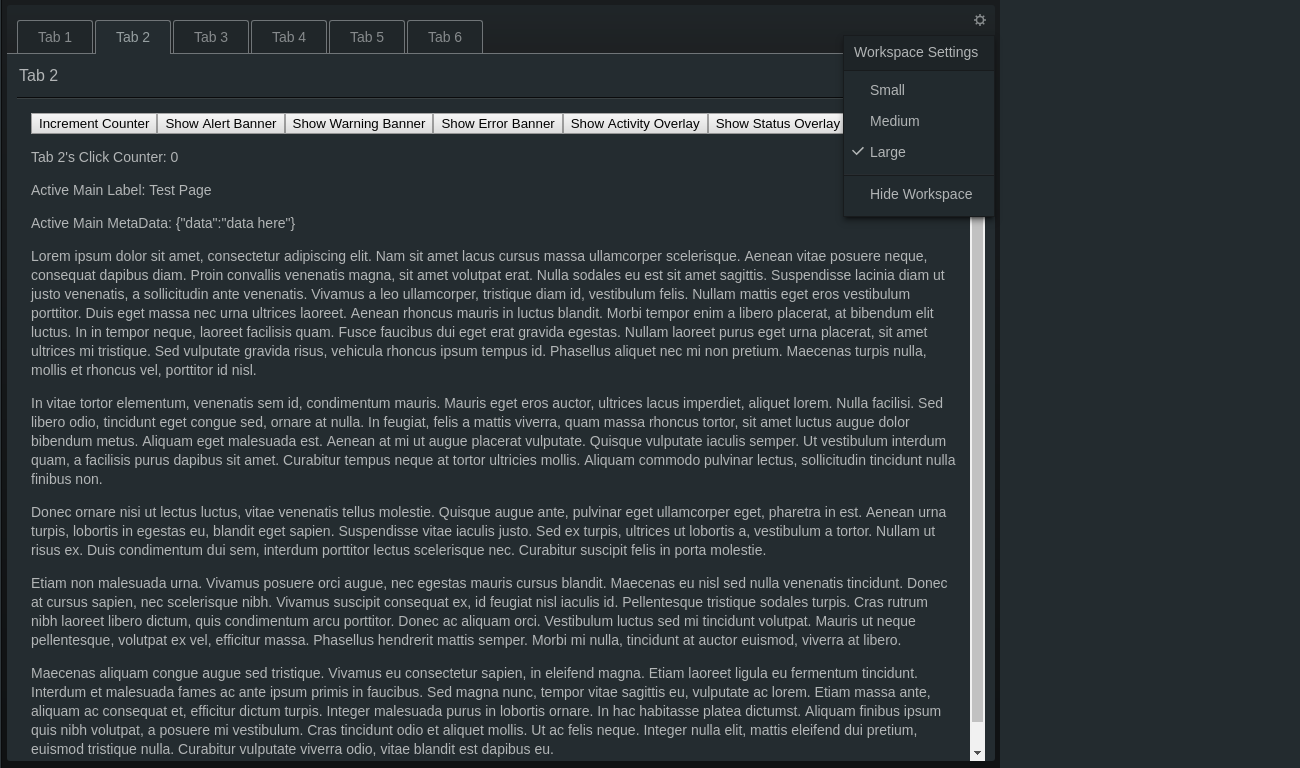 Tab 1 Tab 2 Tab 3 Tab 4 Tab 5 Tab 6
Workspace Settings
Small
Medium
Large
Hide Workspace
Tab 2
Increment Counter Show Alert Banner Show Warning Banner Show Error Banner Show Activity Overlay Show Status Overlay
Tab 2's Click Counter: 0
Active Main Label: Test Page
Active Main MetaData: {"data":"data here"}
Lorem ipsum dolor sit amet, consectetur adipiscing elit. Nam sit amet lacus cursus massa ullamcorper scelerisque. Aenean vitae posuere neque,
consequat dapibus diam. Proin convallis venenatis magna, sit amet volutpat erat. Nulla sodales eu est sit amet sagittis. Suspendisse lacinia diam ut
justo venenatis, a sollicitudin ante venenatis. Vivamus a leo ullamcorper, tristique diam id, vestibulum felis. Nullam mattis eget eros vestibulum
porttitor. Duis eget massa nec urna ultrices laoreet. Aenean rhoncus mauris in luctus blandit. Morbi tempor enim a libero placerat, at bibendum elit
luctus. In in tempor neque, laoreet facilisis quam. Fusce faucibus dui eget erat gravida egestas. Nullam laoreet purus eget urna placerat, sit amet
ultrices mi tristique. Sed vulputate gravida risus, vehicula rhoncus ipsum tempus id. Phasellus aliquet nec mi non pretium. Maecenas turpis nulla,
mollis et rhoncus vel, porttitor id nisl.
In vitae tortor elementum, venenatis sem id, condimentum mauris. Mauris eget eros auctor, ultrices lacus imperdiet, aliquet lorem. Nulla facilisi. Sed
libero odio, tincidunt eget congue sed, ornare at nulla. In feugiat, felis a mattis viverra, quam massa rhoncus tortor, sit amet luctus augue dolor
bibendum metus. Aliquam eget malesuada est. Aenean at mi ut augue placerat vulputate. Quisque vulputate iaculis semper. Ut vestibulum interdum
quam, a facilisis purus dapibus sit amet. Curabitur tempus neque at tortor ultricies mollis. Aliquam commodo pulvinar lectus, sollicitudin tincidunt nulla
finibus non.
Donec ornare nisi ut lectus luctus, vitae venenatis tellus molestie. Quisque augue ante, pulvinar eget ullamcorper eget, pharetra in est. Aenean urna
turpis, lobortis in egestas eu, blandit eget sapien. Suspendisse vitae iaculis justo. Sed ex turpis, ultrices ut lobortis a, vestibulum a tortor. Nullam ut
risus ex. Duis condimentum dui sem, interdum porttitor lectus scelerisque nec. Curabitur suscipit felis in porta molestie.
Etiam non malesuada urna. Vivamus posuere orci augue, nec egestas mauris cursus blandit. Maecenas eu nisl sed nulla venenatis tincidunt. Donec
at cursus sapien, nec scelerisque nibh. Vivamus suscipit consequat ex, id feugiat nisl iaculis id. Pellentesque tristique sodales turpis. Cras rutrum
nibh laoreet libero dictum, quis condimentum arcu porttitor. Donec ac aliquam orci. Vestibulum luctus sed mi tincidunt volutpat. Mauris ut neque
pellentesque, volutpat ex vel, efficitur massa. Phasellus hendrerit mattis semper. Morbi mi nulla, tincidunt at auctor euismod, viverra at libero.
Maecenas aliquam congue augue sed tristique. Vivamus eu consectetur sapien, in eleifend magna. Etiam laoreet ligula eu fermentum tincidunt.
Interdum et malesuada fames ac ante ipsum primis in faucibus. Sed magna nunc, tempor vitae sagittis eu, vulputate ac lorem. Etiam massa ante,
aliquam ac consequat et, efficitur dictum turpis. Integer malesuada purus in lobortis ornare. In hac habitasse platea dictumst. Aliquam finibus ipsum
quis nibh volutpat, a posuere mi vestibulum. Cras tincidunt odio et aliquet mollis. Ut ac felis neque. Integer nulla elit, mattis eleifend dui pretium,
euismod tristique nulla. Curabitur vulputate viverra odio, vitae blandit est dapibus eu.